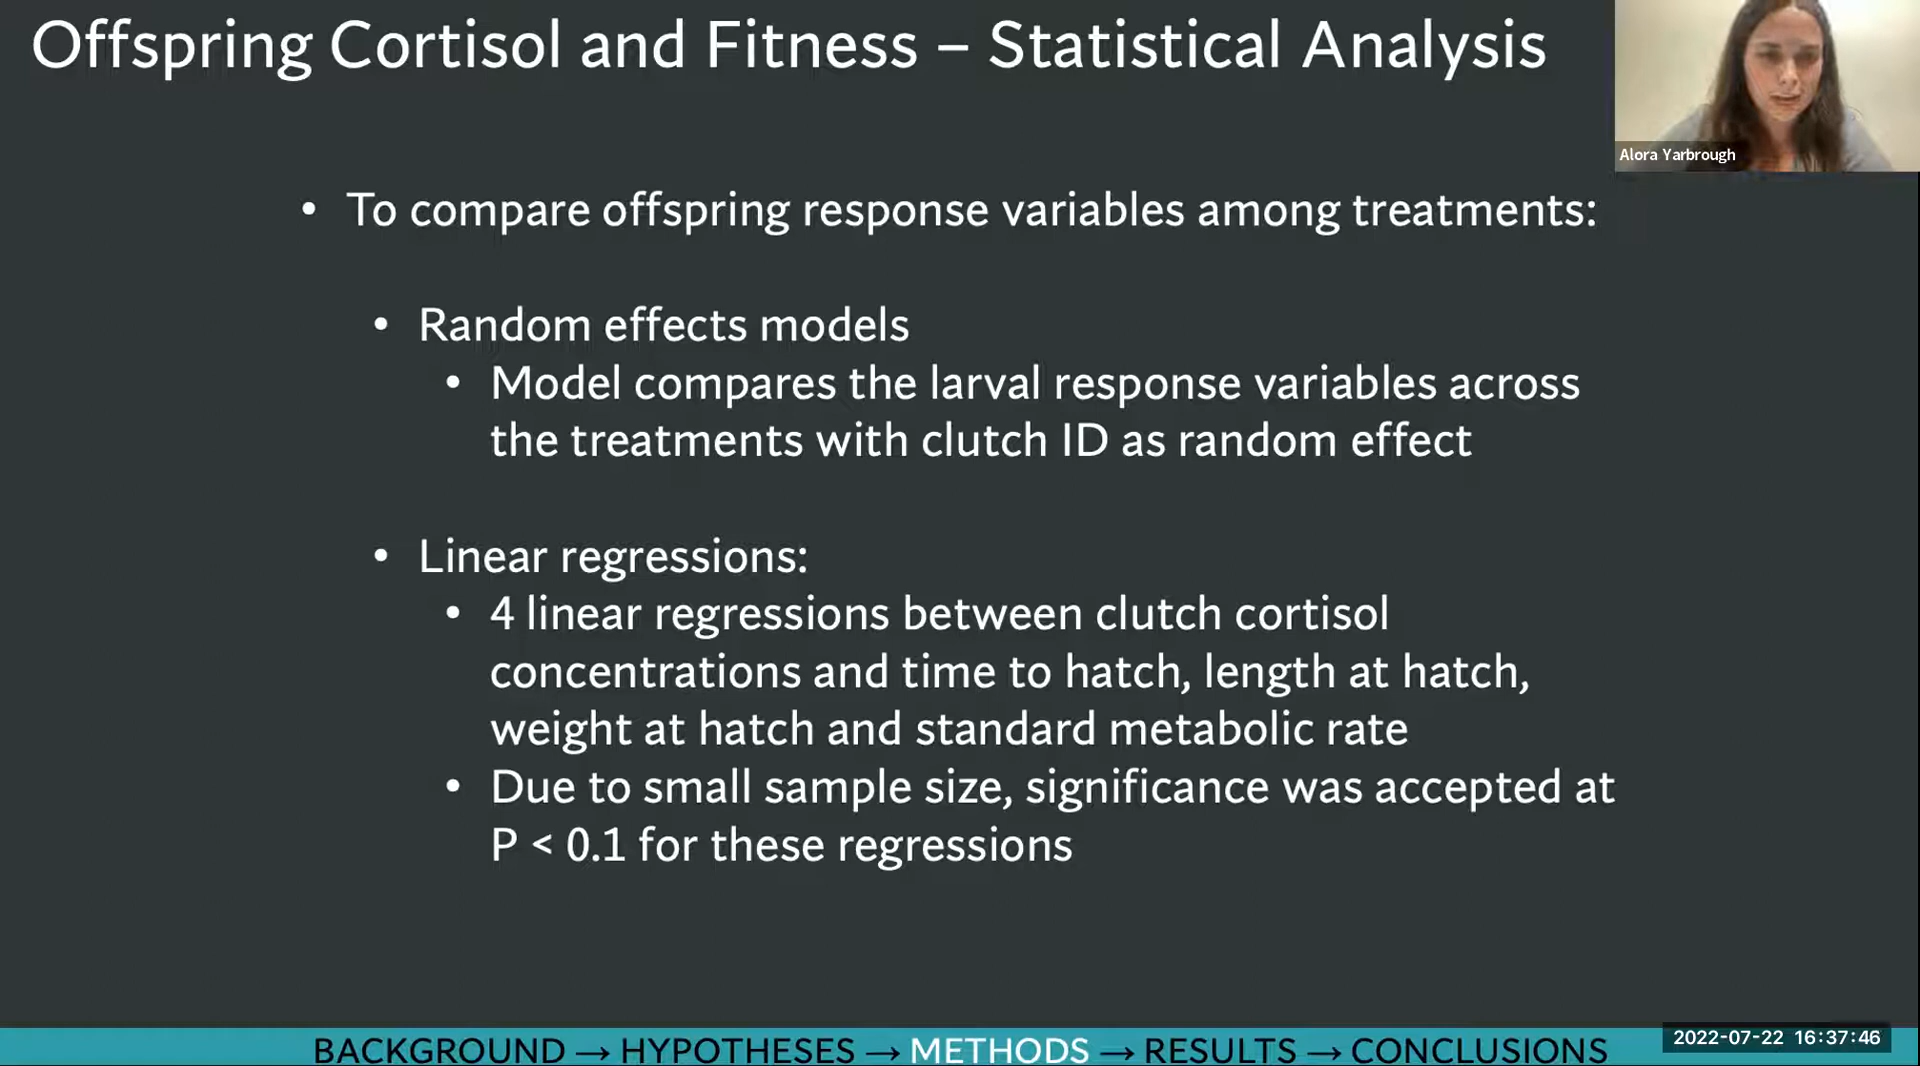 Offspring Cortisol and Fitness – Statistical Analysis
Alora Yarbrough
• To compare offspring response variables among treatments:
• Random effects models
• Model compares the larval response variables across
the treatments with clutch ID as random effect
• Linear regressions:
• 4 linear regressions between clutch cortisol
concentrations and time to hatch, length at hatch,
weight at hatch and standard metabolic rate
• Due to small sample size, significance was accepted at
P < 0.1 for these regressions
BACKGROUND → HYPOTHESES → METHODS → RESULTS → CONCLUSIONS
2022-07-22 16:37:46